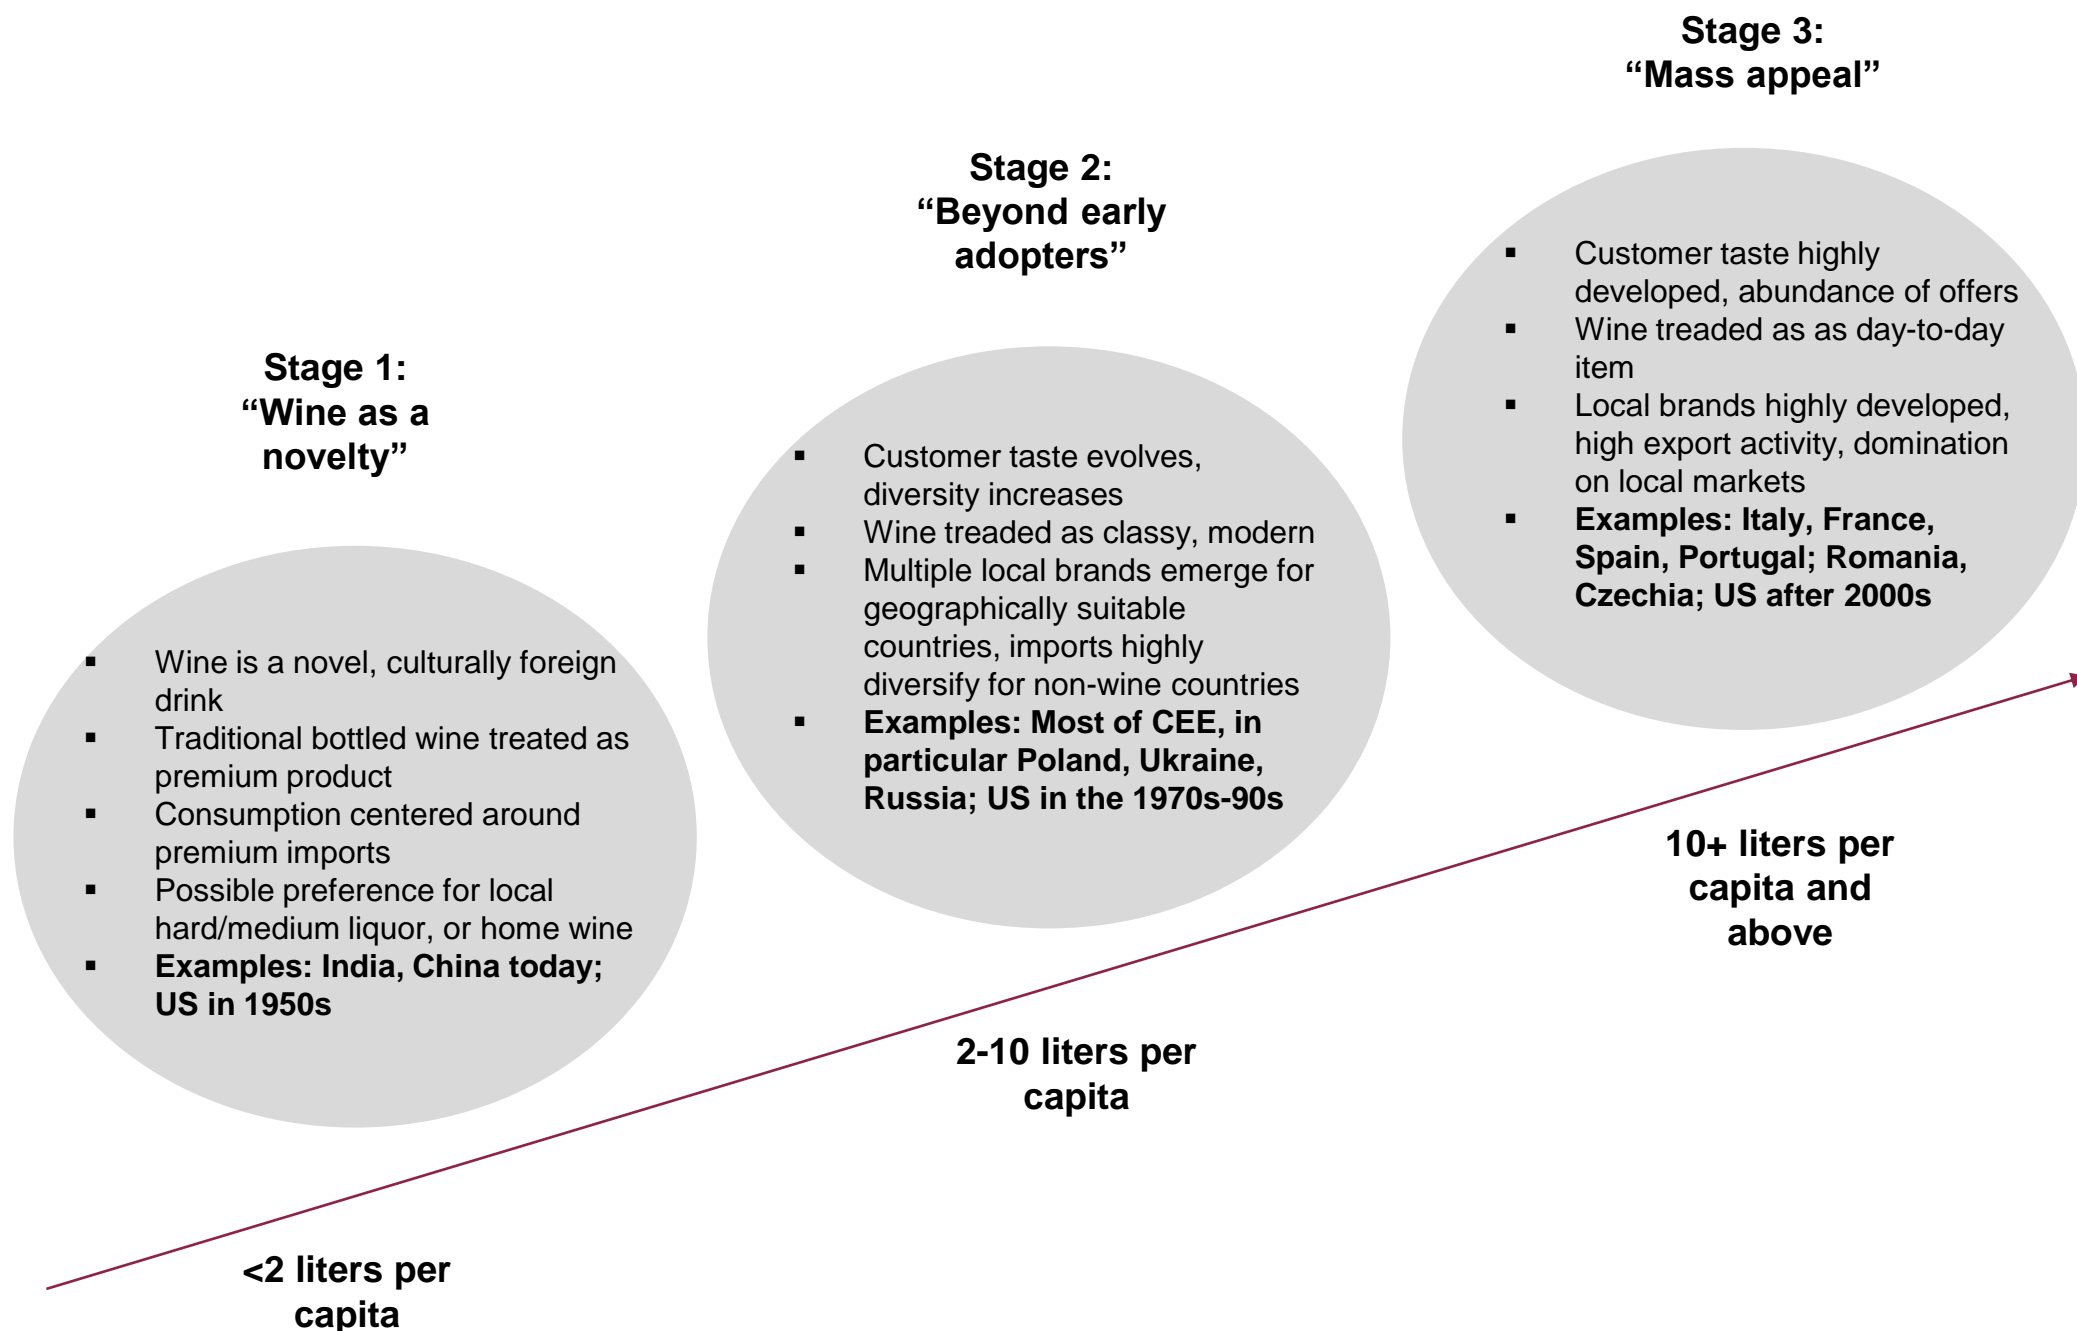 Stage 1:
“Wine as a
novelty”
▪ Wine is a novel, culturally foreign
drink
▪ Traditional bottled wine treated as
premium product
▪ Consumption centered around
premium imports
▪ Possible preference for local
hard/medium liquor, or home wine
▪ Examples: India, China today;
US in 1950s
<2 liters per
capita
Stage 2:
“Beyond early
adopters”
▪ Customer taste evolves,
diversity increases
▪ Wine treaded as classy, modern
▪ Multiple local brands emerge for
geographically suitable
countries, imports highly
diversify for non-wine countries
▪ Examples: Most of CEE, in
particular Poland, Ukraine,
Russia; US in the 1970s-90s
2-10 liters per
capita
Stage 3:
“Mass appeal”
▪ Customer taste highly
developed, abundance of offers
▪ Wine treaded as as day-to-day
item
▪ Local brands highly developed,
high export activity, domination
on local markets
▪ Examples: Italy, France,
Spain, Portugal; Romania,
Czechia; US after 2000s
10+ liters per
capita and
above